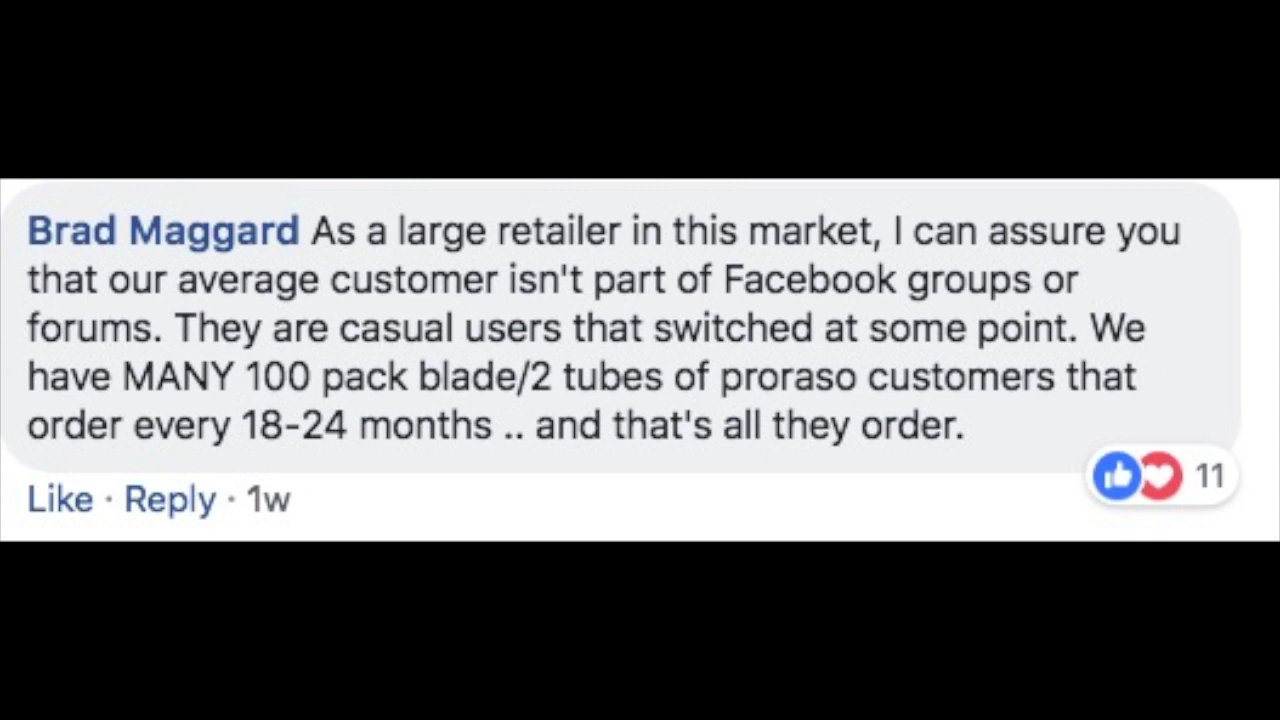 Brad Maggard As a large retailer in this market, I can assure you
that our average customer isn't part of Facebook groups or
forums. They are casual users that switched at some point. We
have MANY 100 pack blade/2 tubes of proraso customers that
order every 18-24 months .. and that's all they order.
11
Like · Reply · 1w